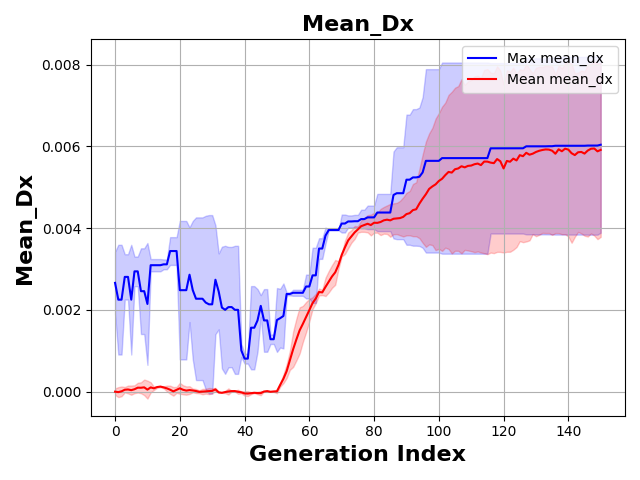 Mean_Dx
Max mean_dx
Mean mean_dx
Mean_Dx
0.008
0.006
0.004
0.002
0.000
0 20 40 60 80 100 120 140
Generation Index